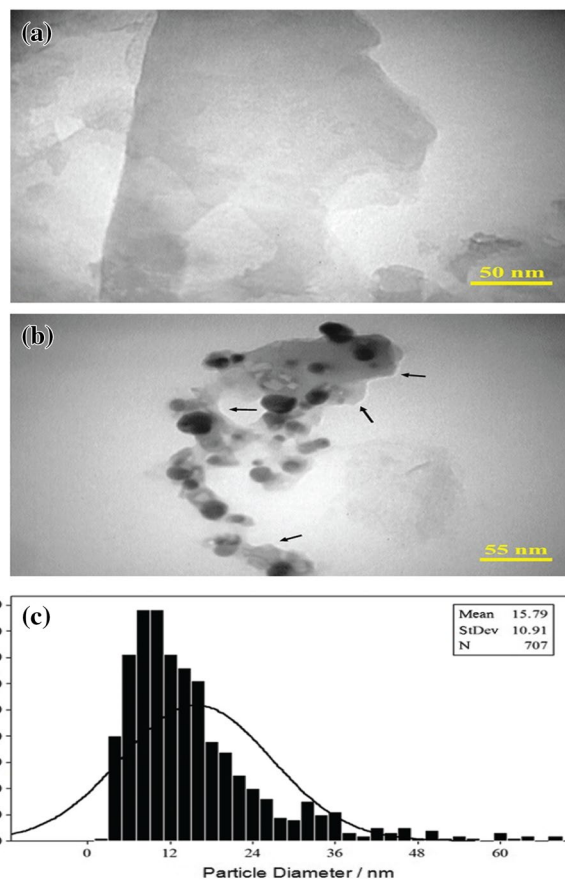 (a)
50 nm
(b)
55 nm
(c)
Mean 15.79
StDev 10.91
N 707
0 12 24 36 48 60
Particle Diameter / nm